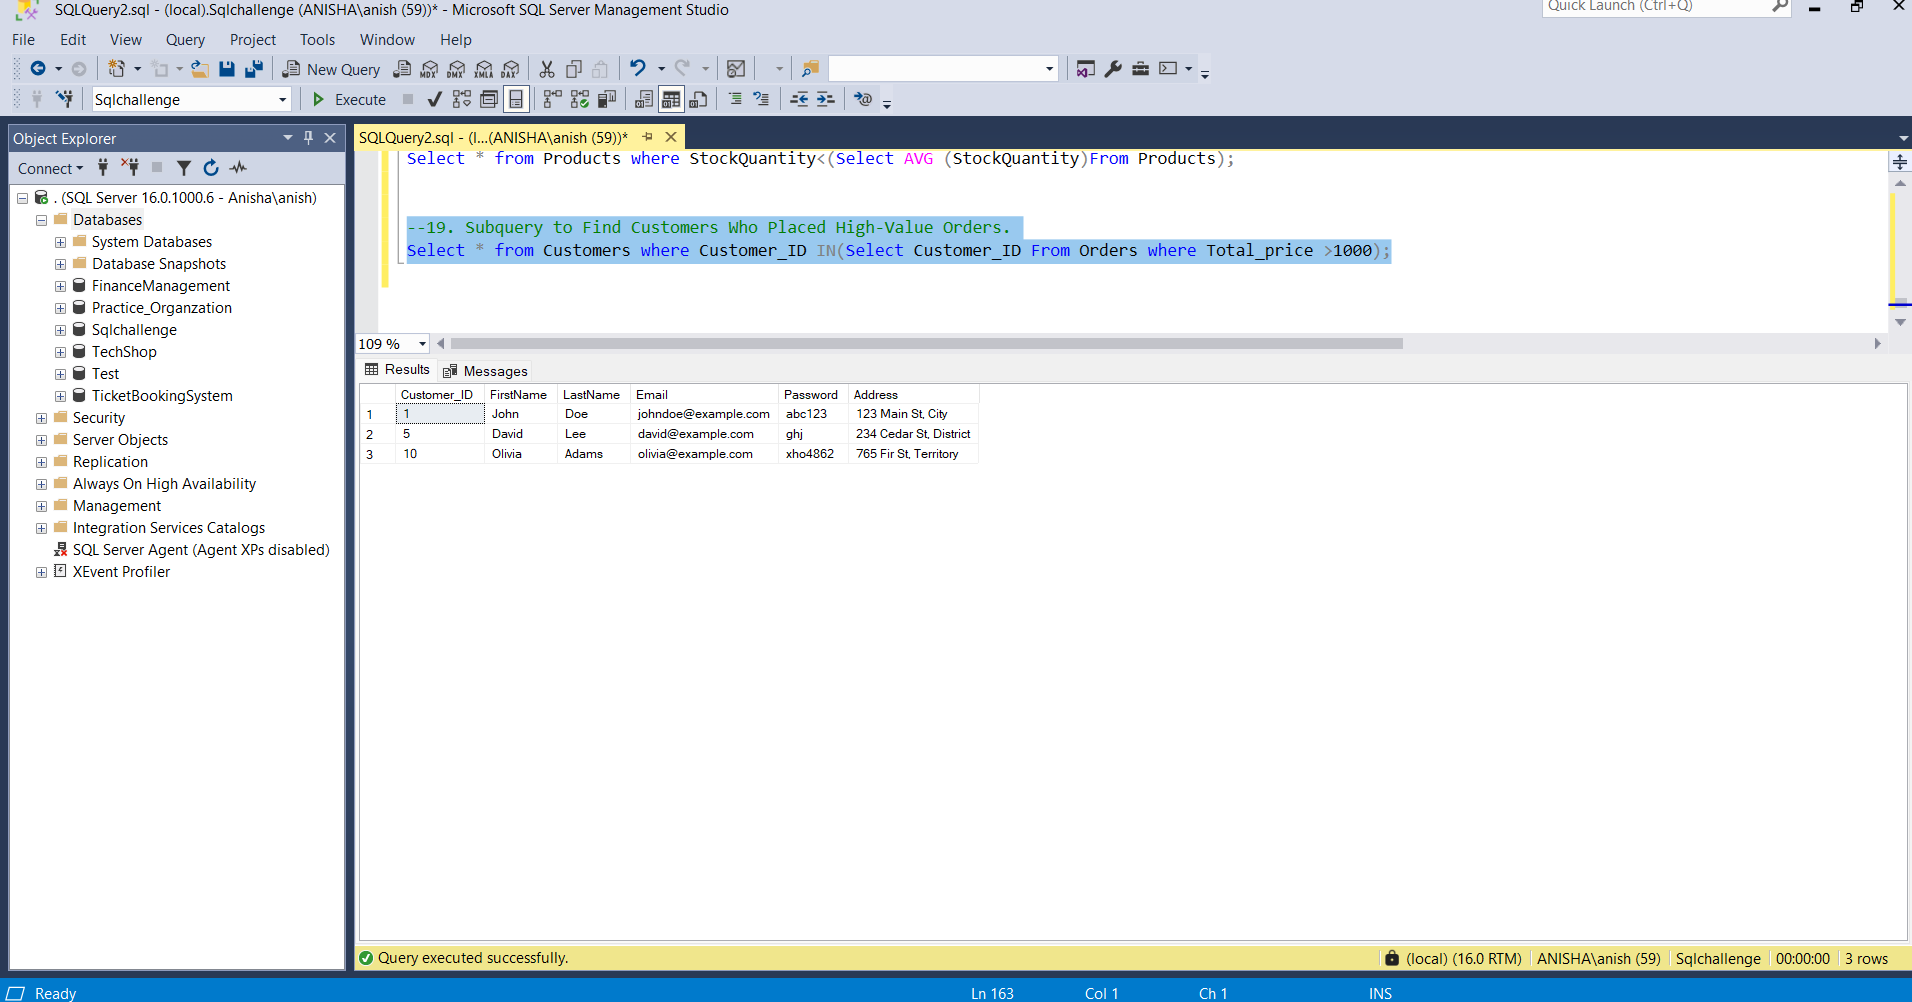 SQLQuery2.sql - (local).Sqlchallenge (ANISHA\anish (59))* - Microsoft SQL Server Management Studio
Quick Launch (Ctrl+Q)
File Edit View Query Project Tools Window Help
New Query MDX DMX XMLA DAX
Sqlchallenge Execute
Object Explorer
SQLQuery2.sql - (l...(ANISHA\anish (59))*
Connect
. (SQL Server 16.0.1000.6 - Anisha\anish)
Databases
System Databases
Database Snapshots
FinanceManagement
Practice_Organzation
Sqlchallenge
TechShop
Test
TicketBookingSystem
Security
Server Objects
Replication
Always On High Availability
Management
Integration Services Catalogs
SQL Server Agent (Agent XPs disabled)
XEvent Profiler
Select * from Products where StockQuantity<(Select AVG (StockQuantity)From Products);
--19. Subquery to Find Customers Who Placed High-Value Orders.
Select * from Customers where Customer_ID IN(Select Customer_ID From Orders where Total_price >1000);
109 %
Results Messages
Customer_ID FirstName LastName Email Password Address
1 1 John Doe johndoe@example.com abc123 123 Main St, City
2 5 David Lee david@example.com ghj 234 Cedar St, District
3 10 Olivia Adams olivia@example.com xho4862 765 Fir St, Territory
Query executed successfully. (local) (16.0 RTM) ANISHA\anish (59) Sqlchallenge 00:00:00 3 rows
Ready Ln 163 Col 1 Ch 1 INS